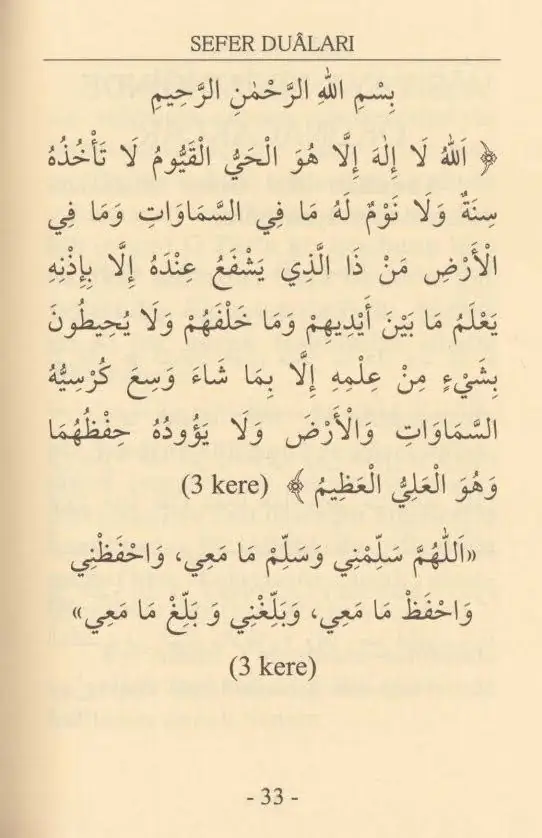 SEFER DUÂLARI
بِسْمِ اللهِ الرَّحْمٰنِ الرَّحِيمِ
﴿ اَللهُ لَا إِلٰهَ إِلَّا هُوَ الْحَيُّ الْقَيُّومُ لَا تَأْخُذُهُ
سِنَةٌ وَلَا نَوْمٌ لَهُ مَا فِي السَّمَاوَاتِ وَمَا فِي
الْأَرْضِ مَنْ ذَا الَّذِي يَشْفَعُ عِنْدَهُ إِلَّا بِإِذْنِهِ
يَعْلَمُ مَا بَيْنَ أَيْدِيهِمْ وَمَا خَلْفَهُمْ وَلَا يُحِيطُونَ
بِشَيْءٍ مِنْ عِلْمِهِ إِلَّا بِمَا شَاءَ وَسِعَ كُرْسِيُّهُ
السَّمَاوَاتِ وَالْأَرْضَ وَلَا يَؤُودُهُ حِفْظُهُمَا
وَهُوَ الْعَلِيُّ الْعَظِيمُ ﴾ (3 kere)
«اَللّٰهُمَّ سَلِّمْنِي وَسَلِّمْ مَا مَعِي، وَاحْفَظْنِي
وَاحْفَظْ مَا مَعِي، وَبَلِّغْنِي وَ بَلِّغْ مَا مَعِي»
(3 kere)
- 33 -